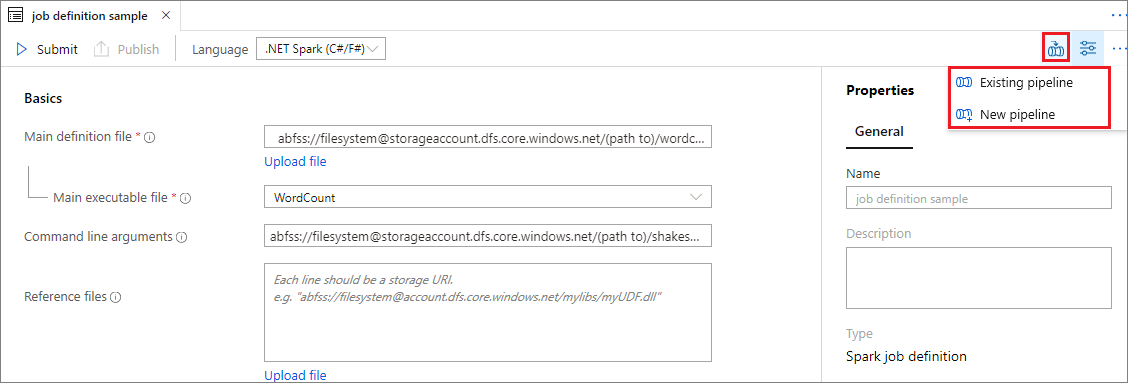 job definition sample
Submit Publish Language .NET Spark (C#/F#)
Basics
Main definition file *
abfss://filesystem@storageaccount.dfs.core.windows.net/(path to)/wordc...
Upload file
Main executable file *
WordCount
Command line arguments
abfss://filesystem@storageaccount.dfs.core.windows.net/(path to)/shakes...
Reference files
Each line should be a storage URI.
e.g. "abfss://filesystem@account.dfs.core.windows.net/mylibs/myUDF.dll"
Upload file
Properties
Existing pipeline
New pipeline
General
Name
job definition sample
Description
Type
Spark job definition